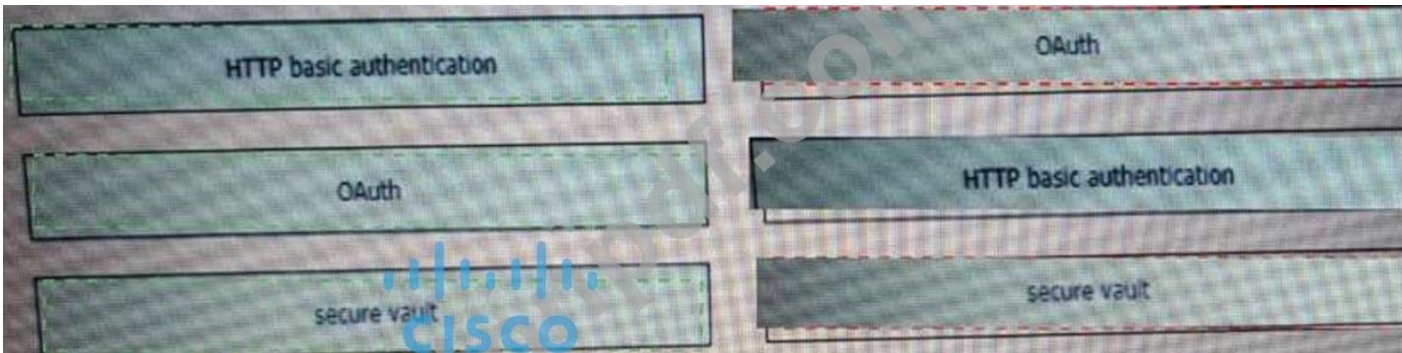 HTTP basic authentication
OAuth
OAuth
HTTP basic authentication
secure vault
secure vault
CISCO